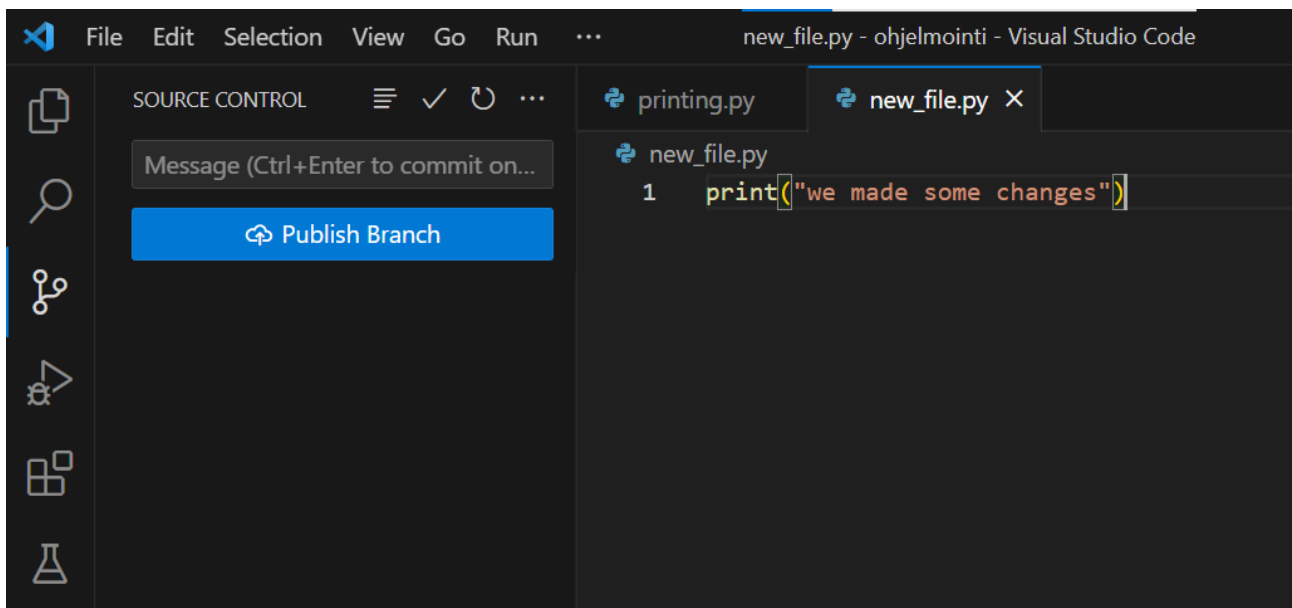 File Edit Selection View Go Run ··· new_file.py - ohjelmointi - Visual Studio Code
SOURCE CONTROL ···
Message (Ctrl+Enter to commit on...
Publish Branch
printing.py new_file.py
new_file.py
1 print("we made some changes")